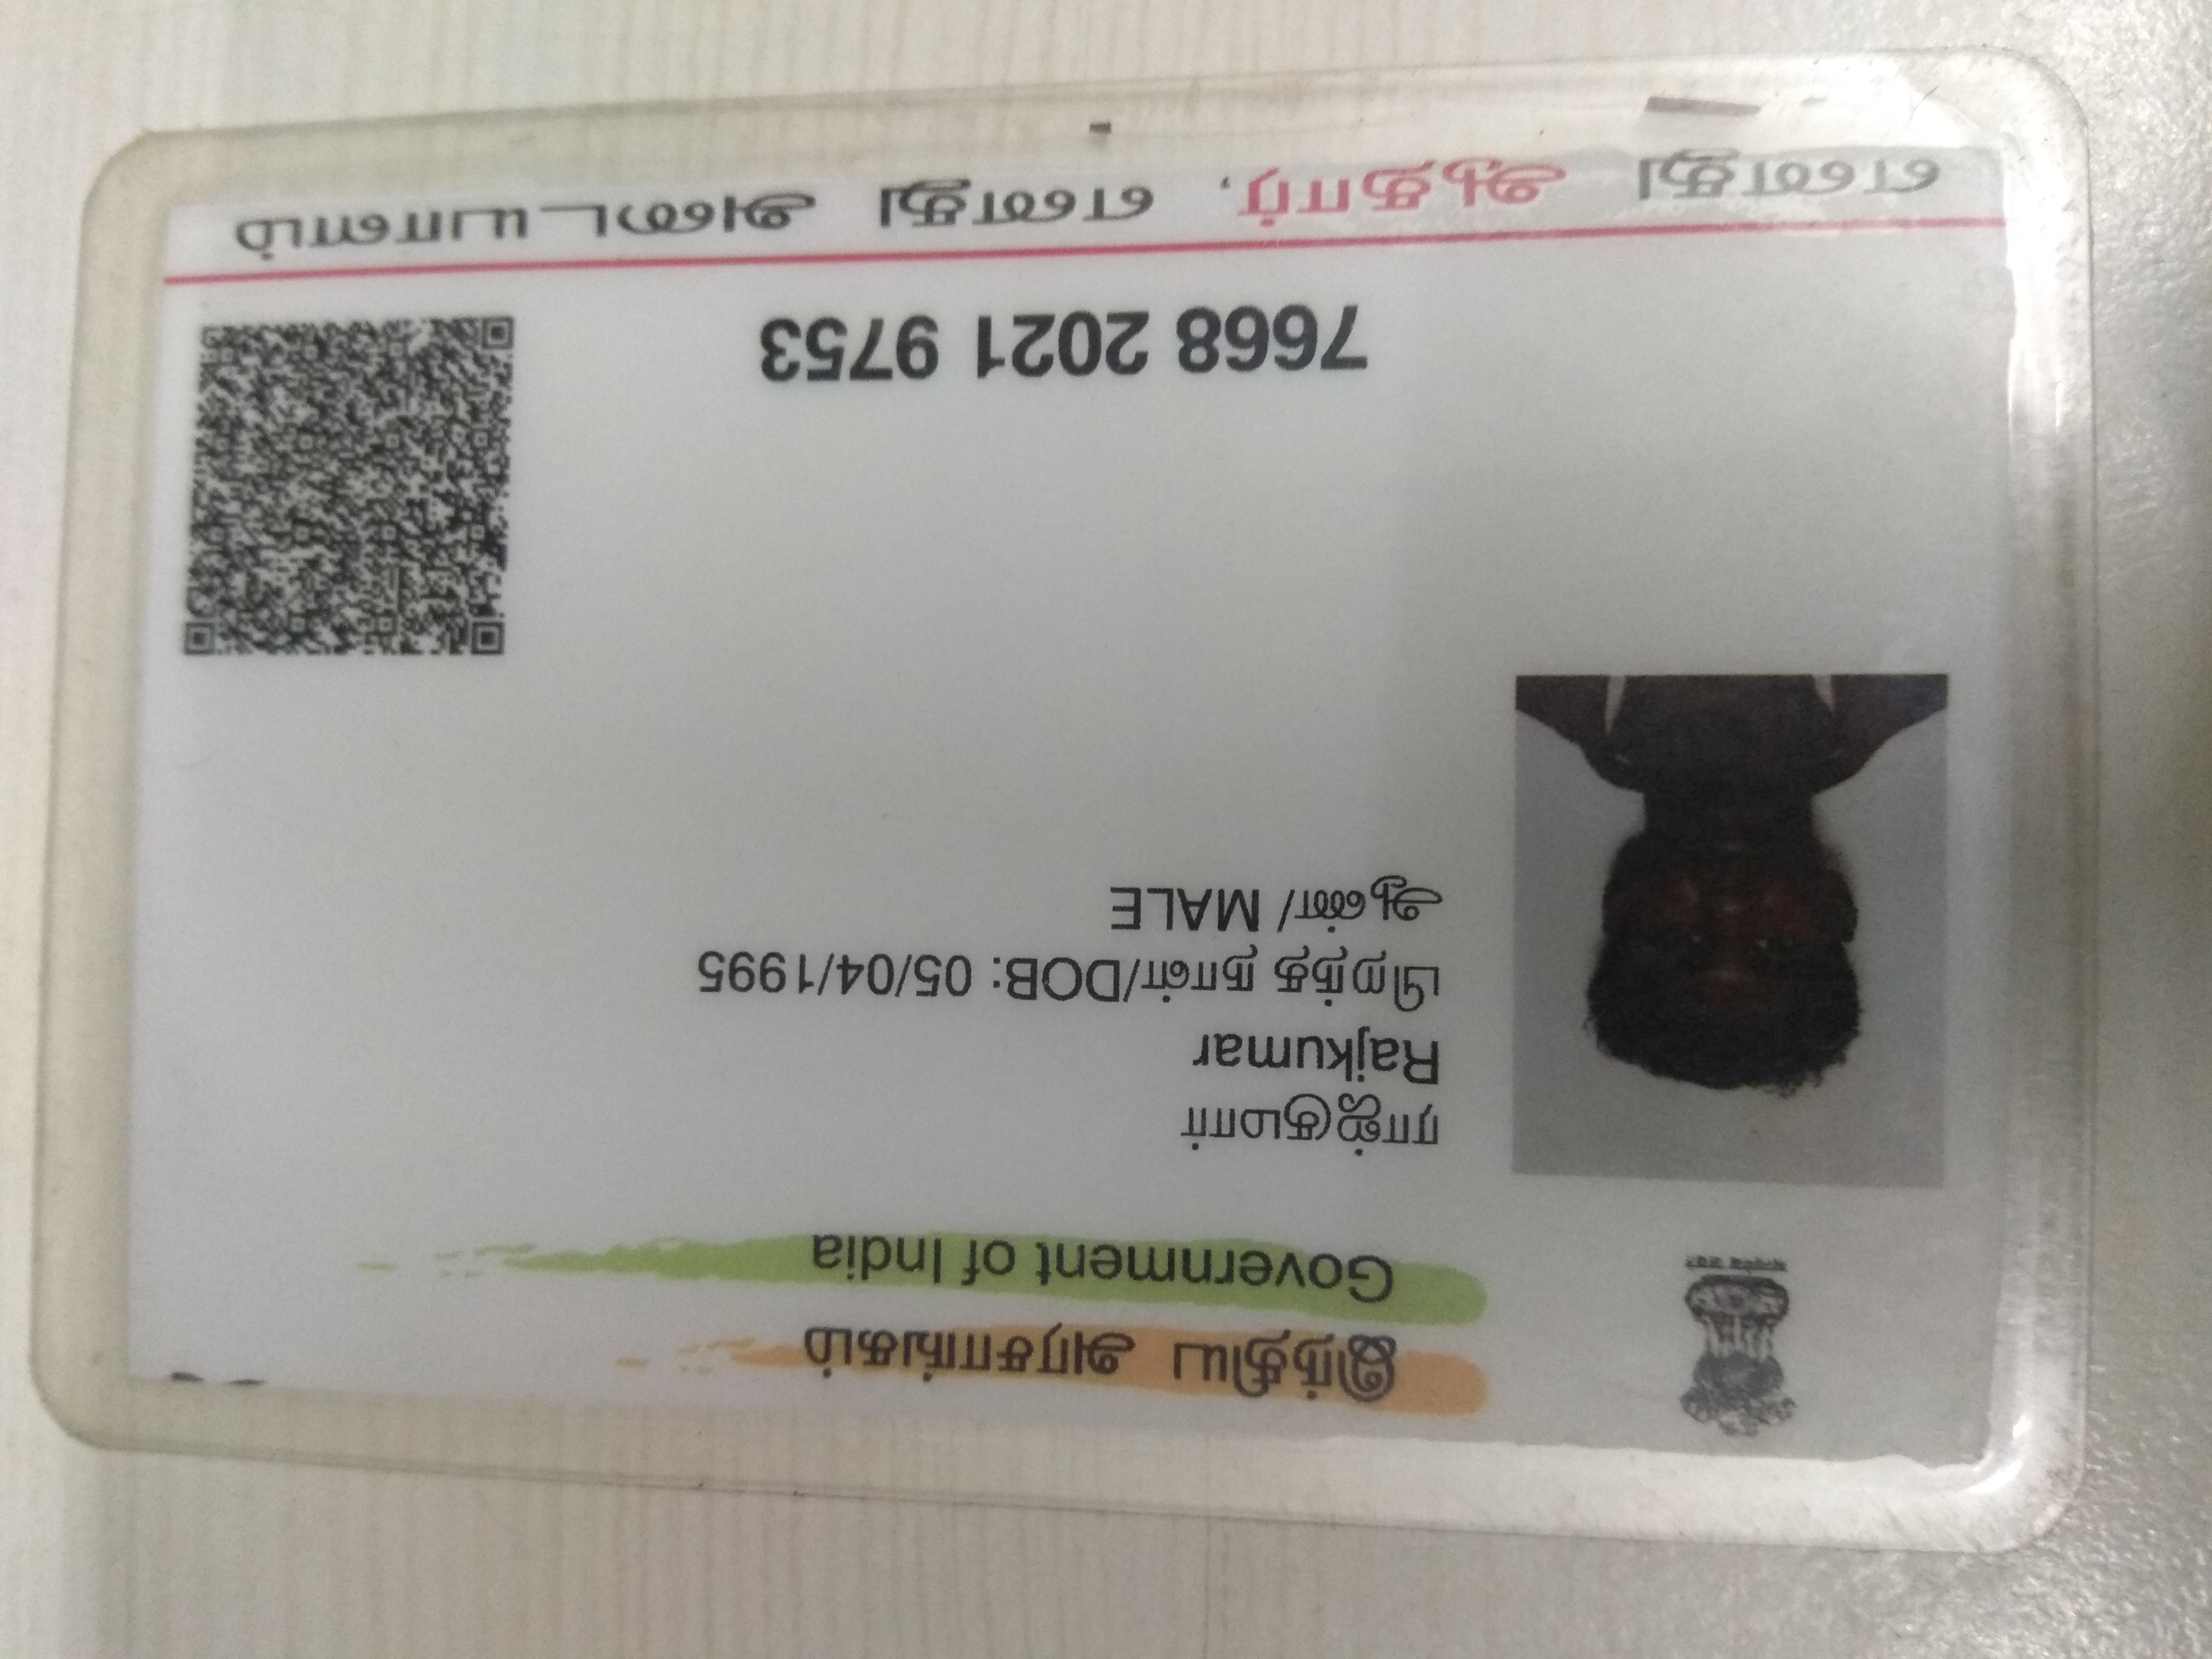 இந்திய அரசாங்கம்
Government of India
ராஜ்குமார்
Rajkumar
பிறந்த நாள்/DOB: 05/04/1995
ஆண்/ MALE
7668 2021 9753
எனது ஆதார், எனது அடையாளம்